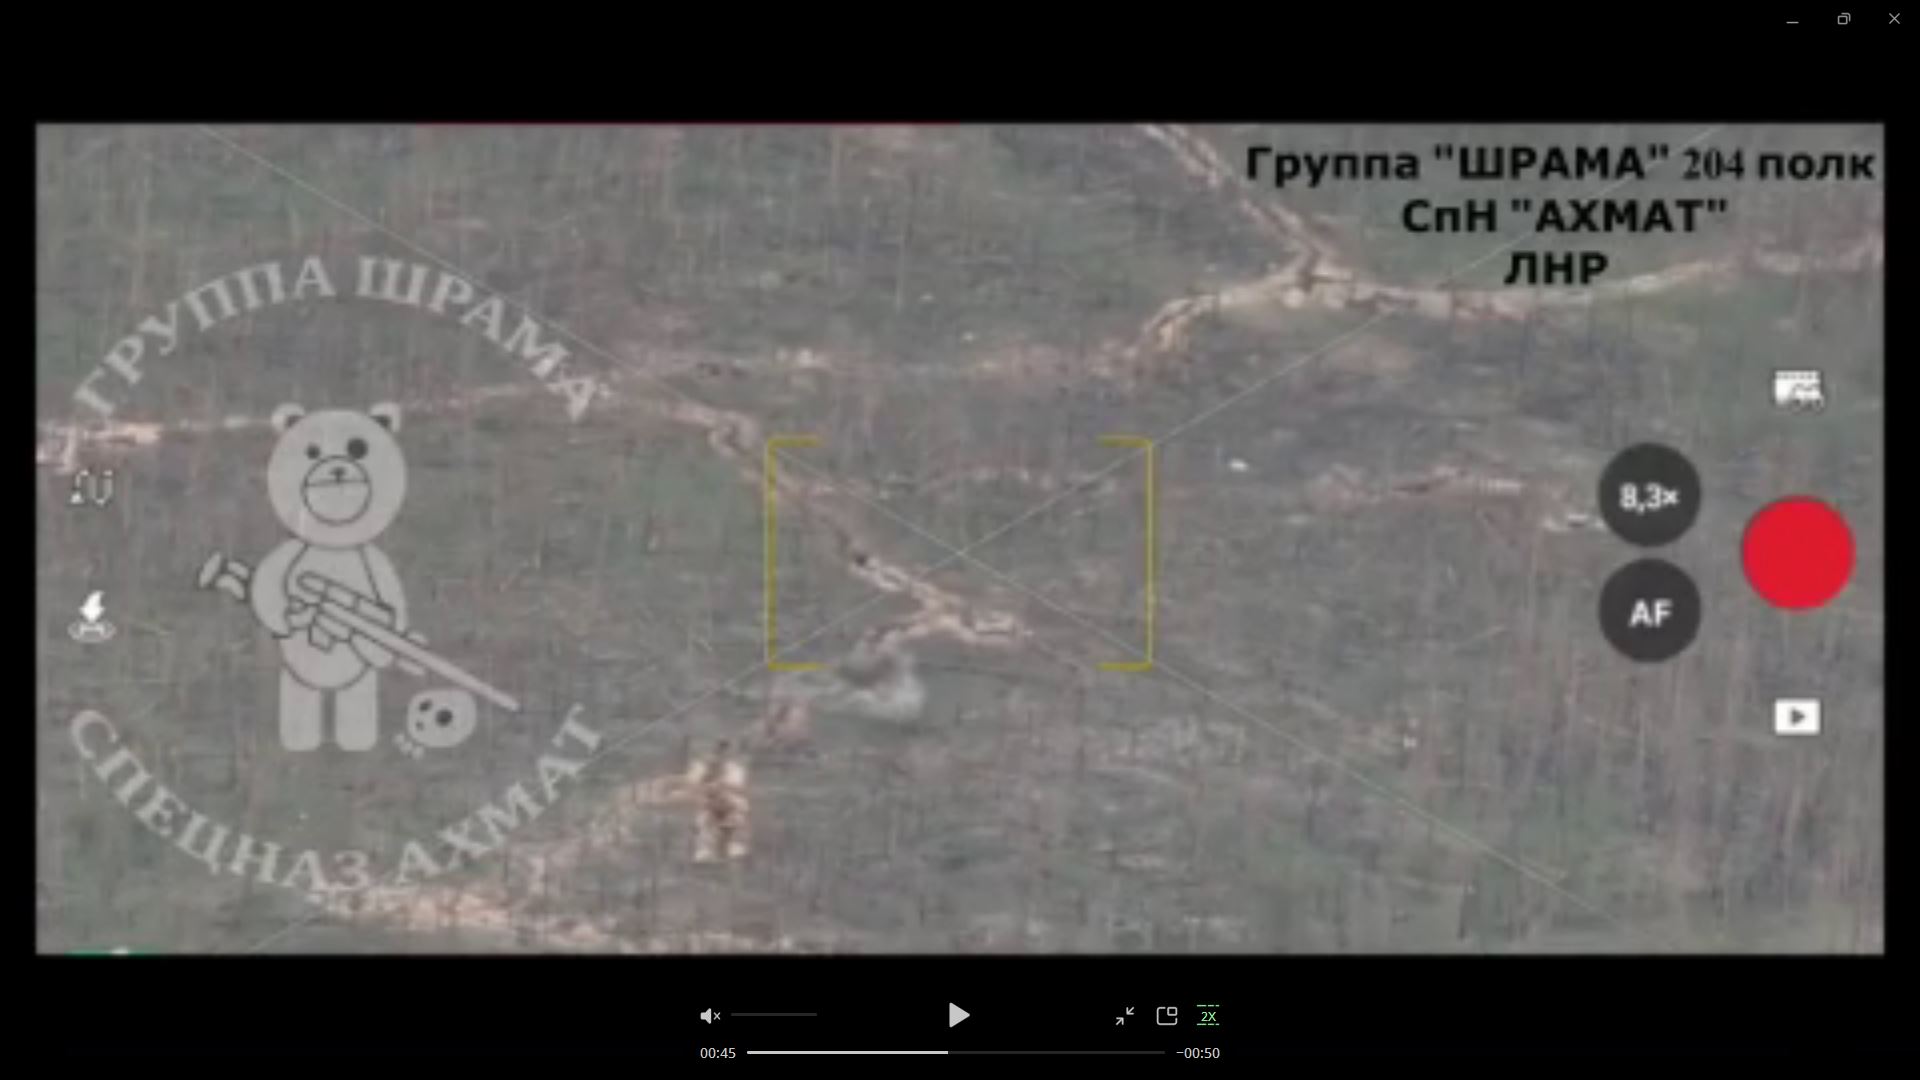 Группа "ШРАМА" 204 полк
СпН "АХМАТ"
ЛНР
ГРУППА ШРАМА
СПЕЦНАЗ АХМАТ
8,3×
AF
2X
00:45
−00:50